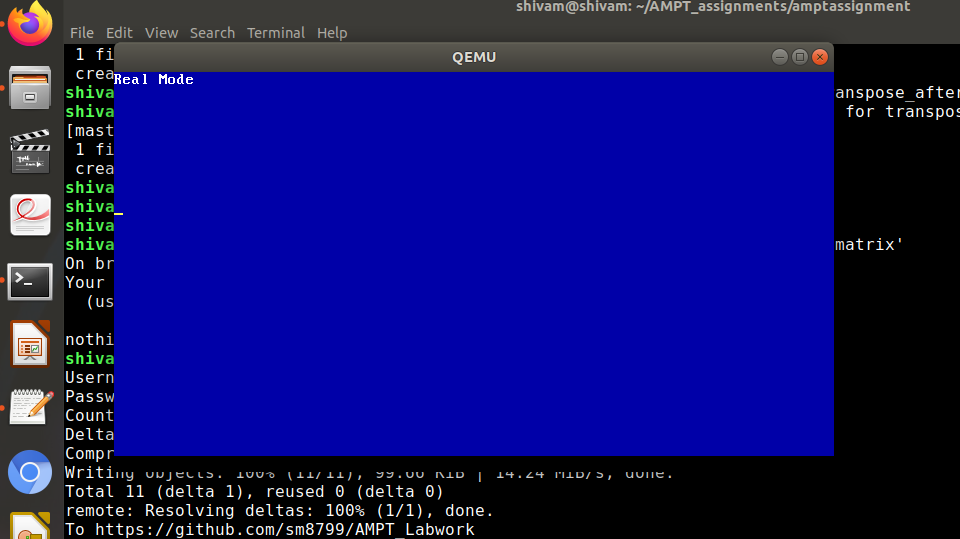 shivam@shivam: ~/AMPT_assignments/amptassignment
File Edit View Search Terminal Help
QEMU
Real Mode
1 fi
crea
shiva
anspose_after
shiva
for transpos
[mast
1 fi
crea
shiva
shiva
shiva
shiva
matrix'
On br
Your
(us
nothi
shiva
Usern
Passw
Count
Delta
Compr
Writing objects: 100% (11/11), 99.66 KiB | 14.24 MiB/s, done.
Total 11 (delta 1), reused 0 (delta 0)
remote: Resolving deltas: 100% (1/1), done.
To https://github.com/sm8799/AMPT_Labwork